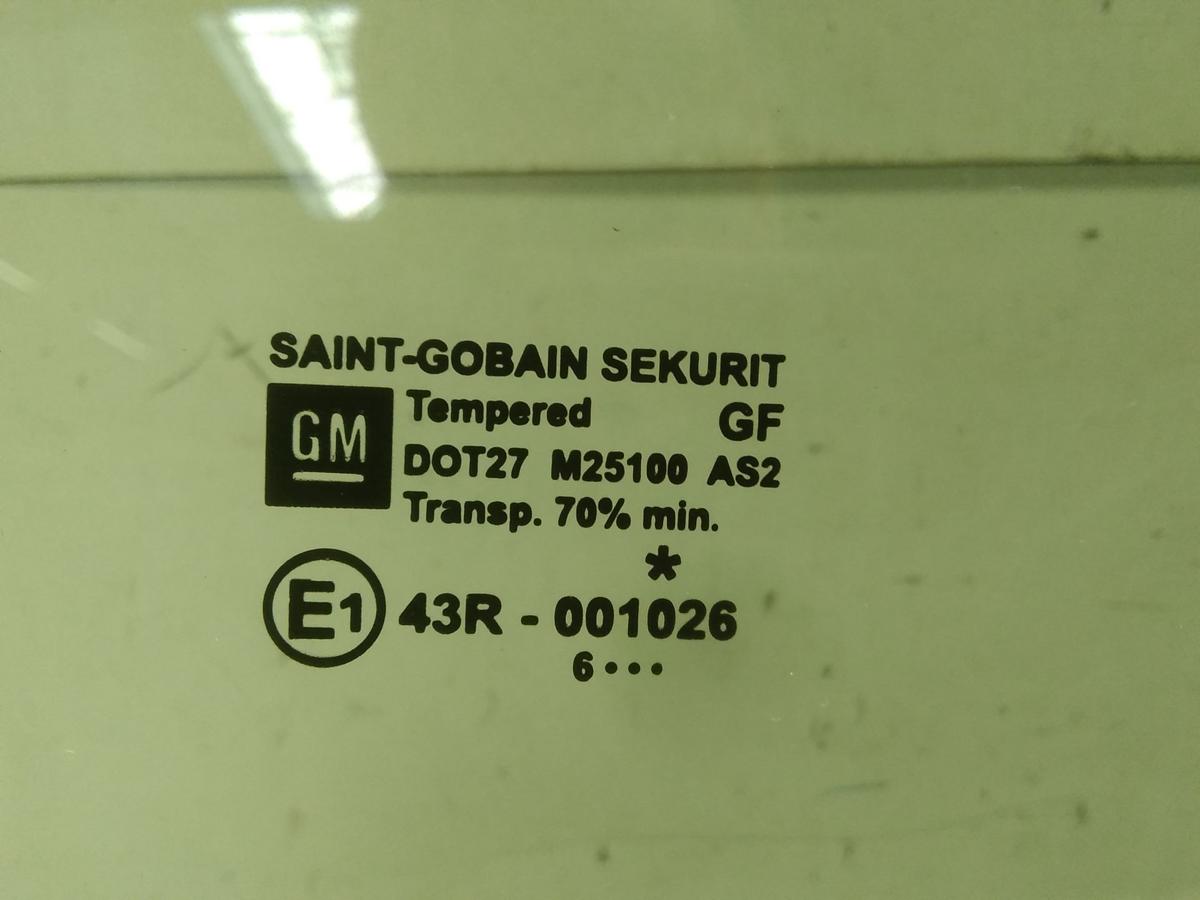 SAINT-GOBAIN SEKURIT
GM
Tempered GF
DOT27 M25100 AS2
Transp. 70% min.
*
E1 43R - 001026
6•••